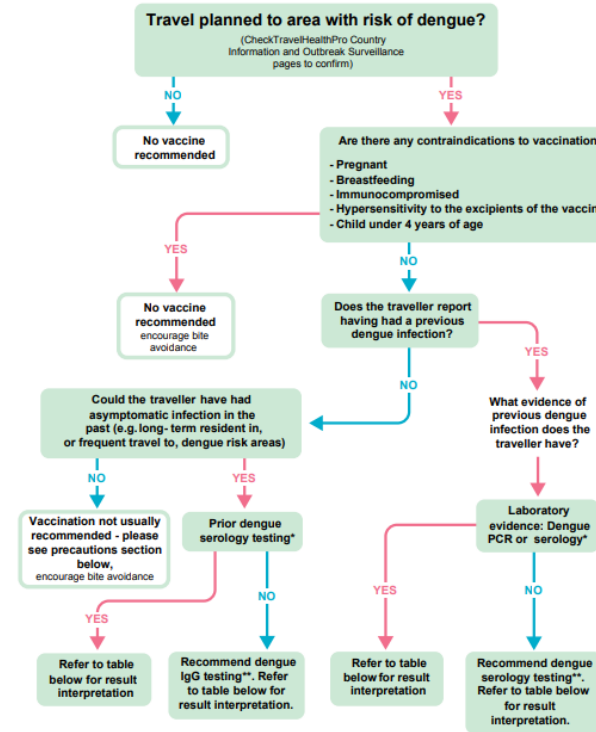 Travel planned to area with risk of dengue?
(CheckTravelHealthPro Country
Information and Outbreak Surveillance
pages to confirm)
NO
YES
No vaccine
recommended
Are there any contraindications to vaccination
- Pregnant
- Breastfeeding
- Immunocompromised
- Hypersensitivity to the excipients of the vaccin
- Child under 4 years of age
YES
NO
No vaccine
recommended
encourage bite
avoidance
Does the traveller report
having had a previous
dengue infection?
YES
NO
Could the traveller have had
asymptomatic infection in the
past (e.g. long- term resident in,
or frequent travel to, dengue risk areas)
What evidence of
previous dengue
infection does the
traveller have?
NO
YES
Vaccination not usually
recommended - please
see precautions section
below,
encourage bite avoidance
Prior dengue
serology testing*
Laboratory
evidence: Dengue
PCR or serology*
YES
NO
YES
NO
Refer to table
below for result
interpretation
Recommend dengue
IgG testing**. Refer
to table below for
result interpretation.
Refer to table
below for result
interpretation
Recommend dengue
serology testing**.
Refer to table below
for result
interpretation.